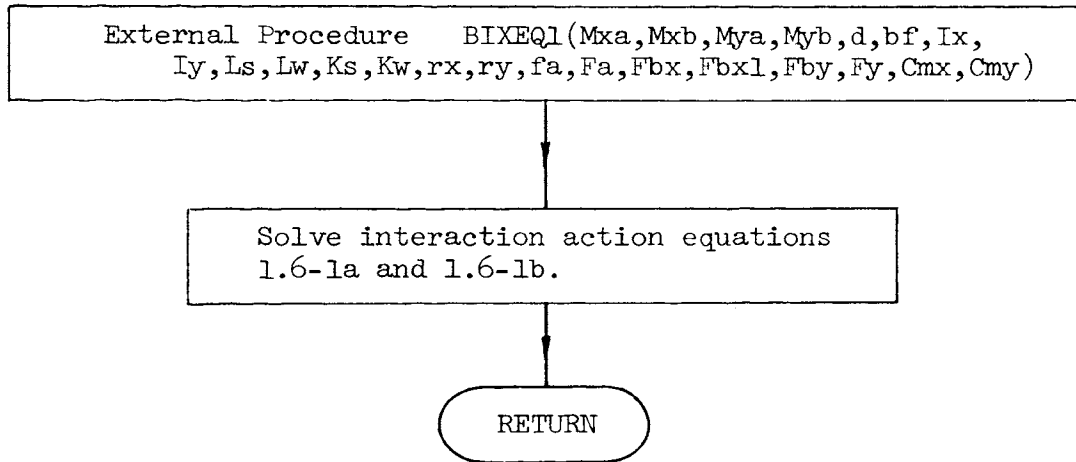 External Procedure BIXEQ1(Mxa,Mxb,Mya,Myb,d,bf,Ix,
Iy,Ls,Lw,Ks,Kw,rx,ry,fa,Fa,Fbx,Fbx1,Fby,Fy,Cmx,Cmy)
Solve interaction action equations
1.6-1a and 1.6-1b.
RETURN